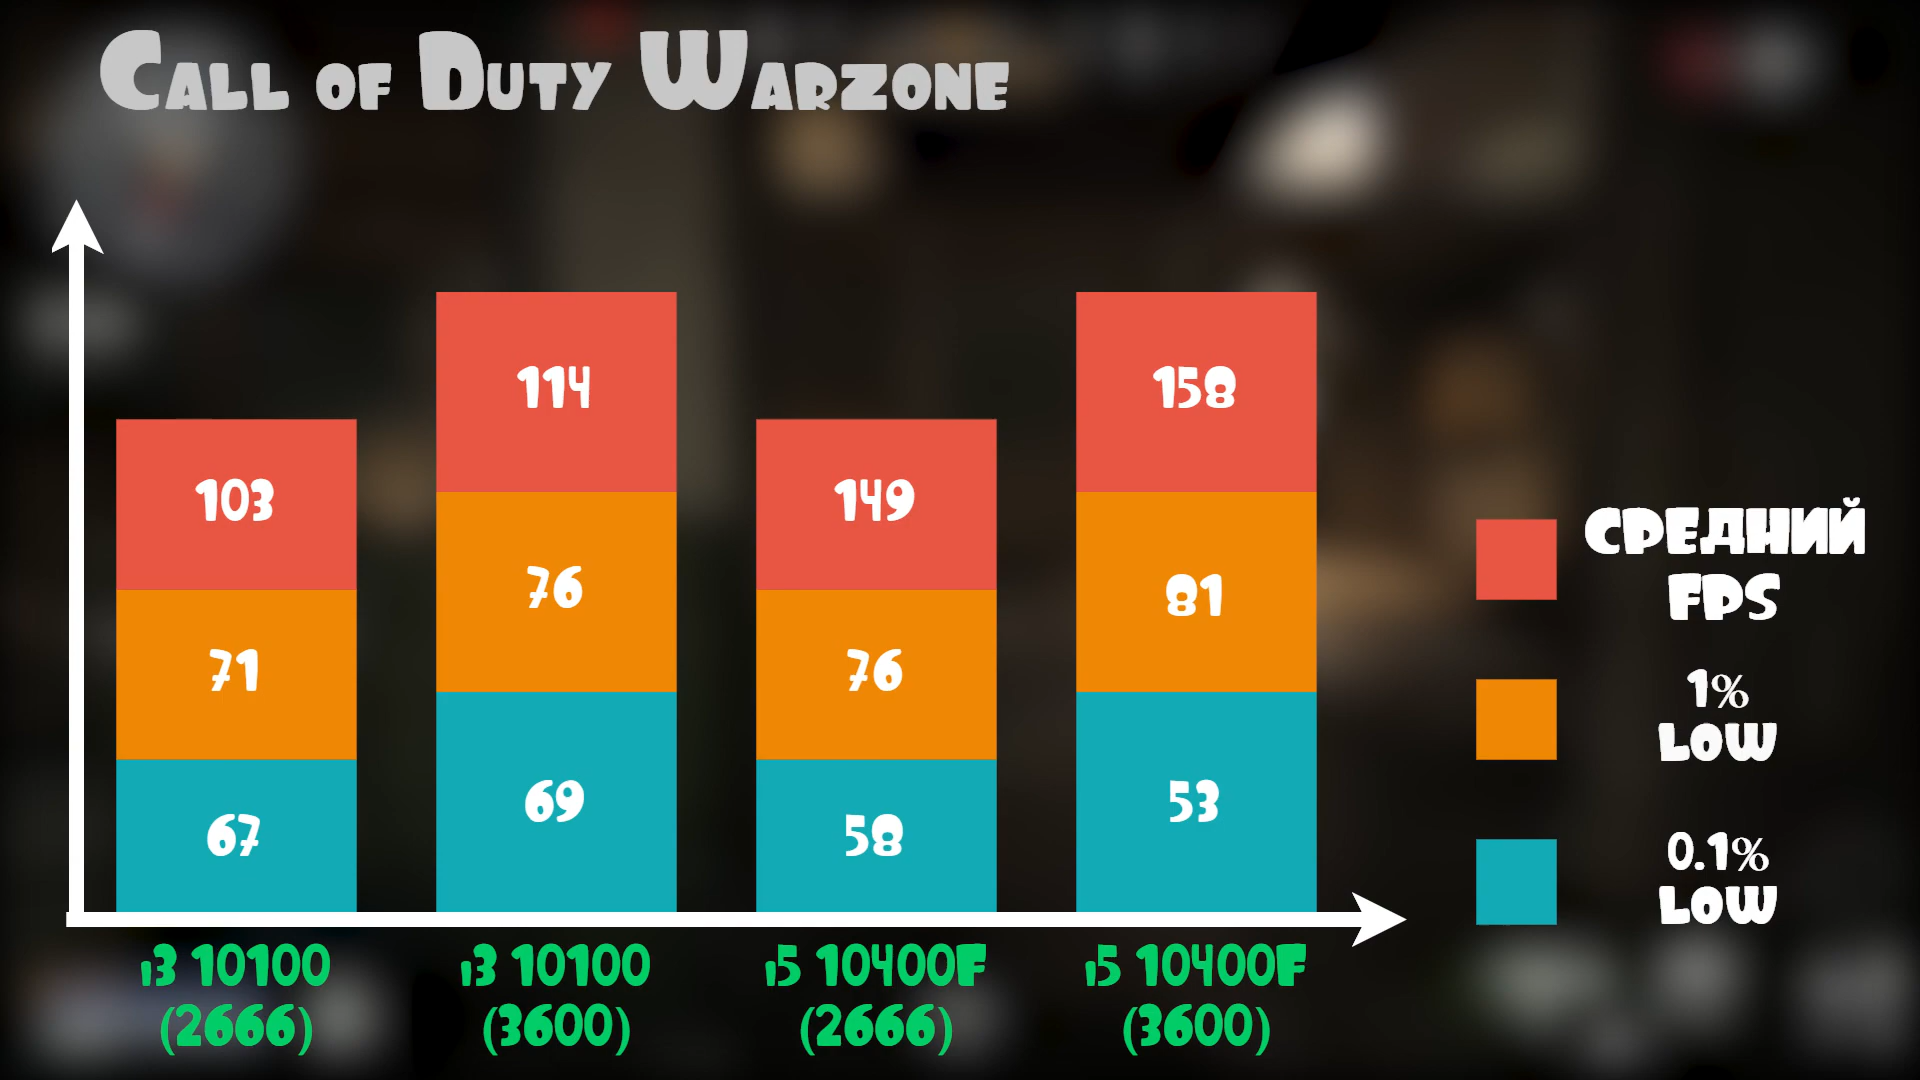 Call of Duty Warzone
103
114
149
158
71
76
76
81
67
69
58
53
i3 10100
(2666)
i3 10100
(3600)
i5 10400F
(2666)
i5 10400F
(3600)
СРЕДНИЙ
FPS
1%
LOW
0.1%
LOW